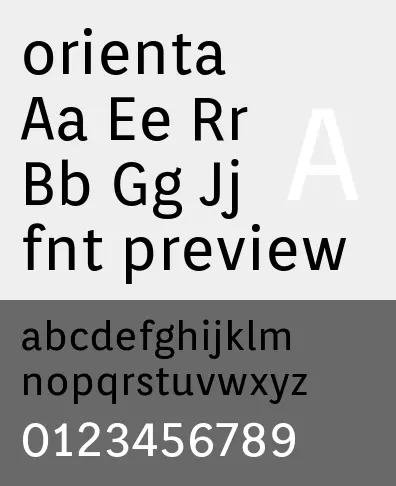 orienta
Aa Ee Rr
A
Bb Gg Jj
fnt preview
abcdefghijklm
nopqrstuvwxyz
0123456789